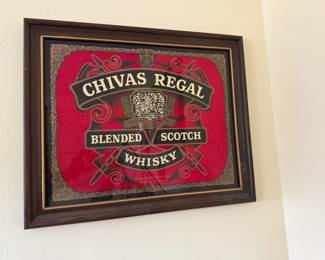 CHIVAS REGAL
BLENDED SCOTCH
WHISKY